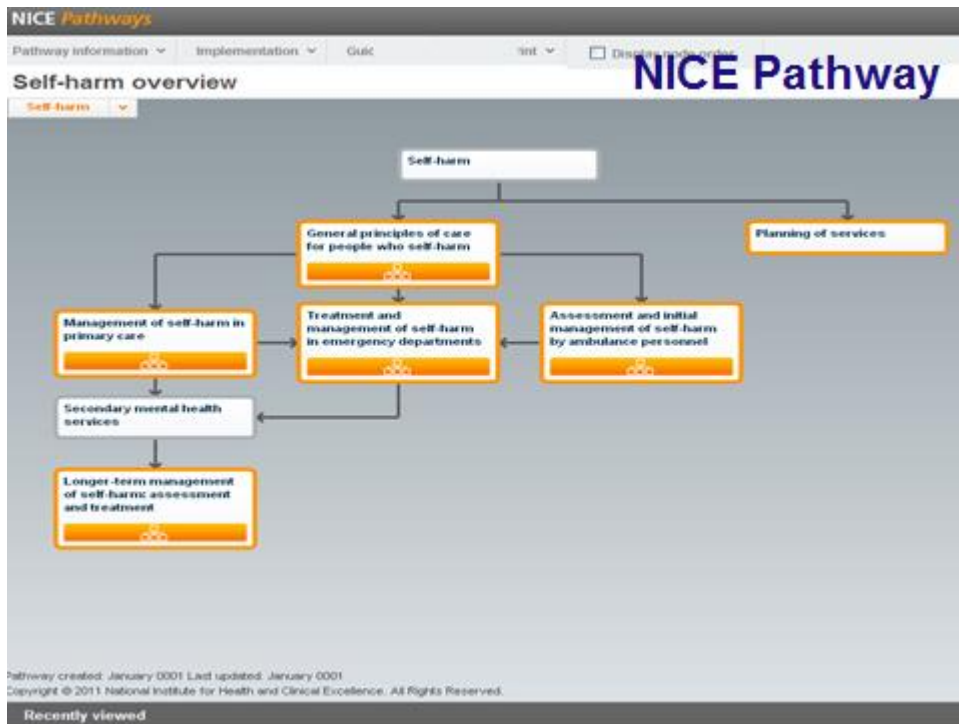 NICE Pathways
Pathway information Implementation Guid int Display node order
NICE Pathway
Self-harm overview
Self-harm
Self-harm
General principles of care
for people who self-harm
Planning of services
Management of self-harm in
primary care
Treatment and
management of self-harm
in emergency departments
Assessment and initial
management of self-harm
by ambulance personnel
Secondary mental health
services
Longer-term management
of self-harm: assessment
and treatment
Pathway created: January 0001 Last updated: January 0001
Copyright © 2011 National Institute for Health and Clinical Excellence. All Rights Reserved.
Recently viewed